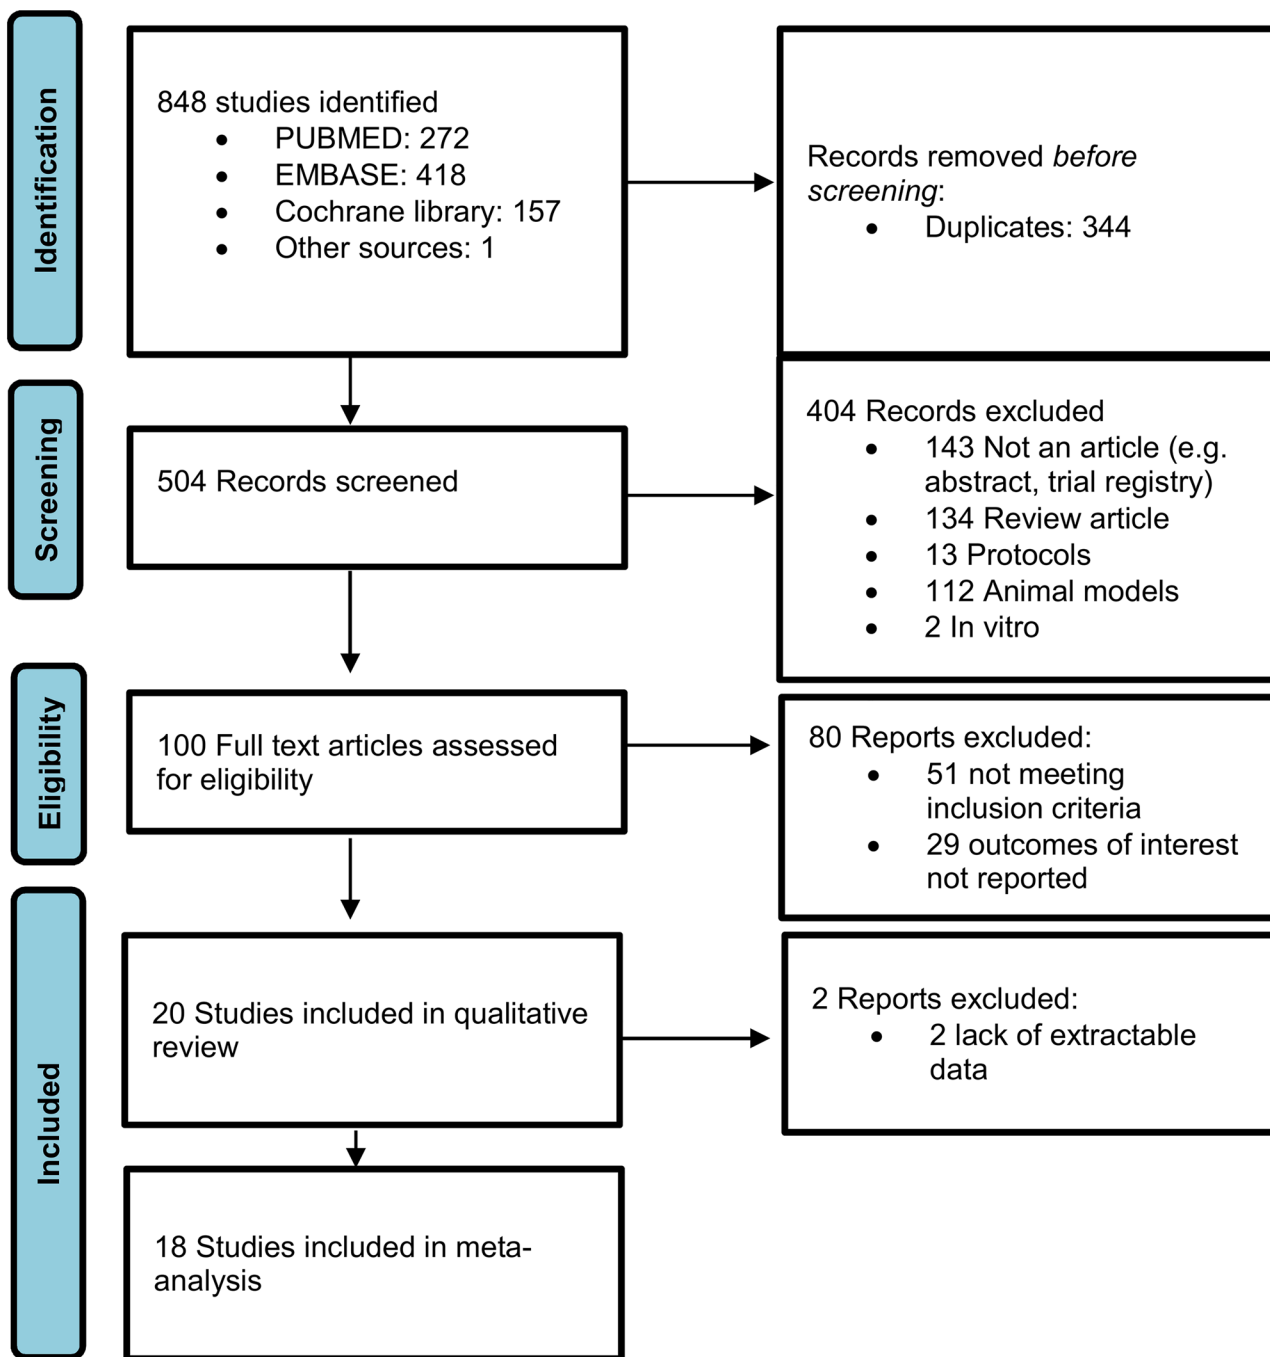 Identification
848 studies identified
• PUBMED: 272
• EMBASE: 418
• Cochrane library: 157
• Other sources: 1
Records removed before
screening:
• Duplicates: 344
Screening
504 Records screened
404 Records excluded
• 143 Not an article (e.g.
abstract, trial registry)
• 134 Review article
• 13 Protocols
• 112 Animal models
• 2 In vitro
Eligibility
100 Full text articles assessed
for eligibility
80 Reports excluded:
• 51 not meeting
inclusion criteria
• 29 outcomes of interest
not reported
Included
20 Studies included in qualitative
review
2 Reports excluded:
• 2 lack of extractable
data
18 Studies included in meta-
analysis